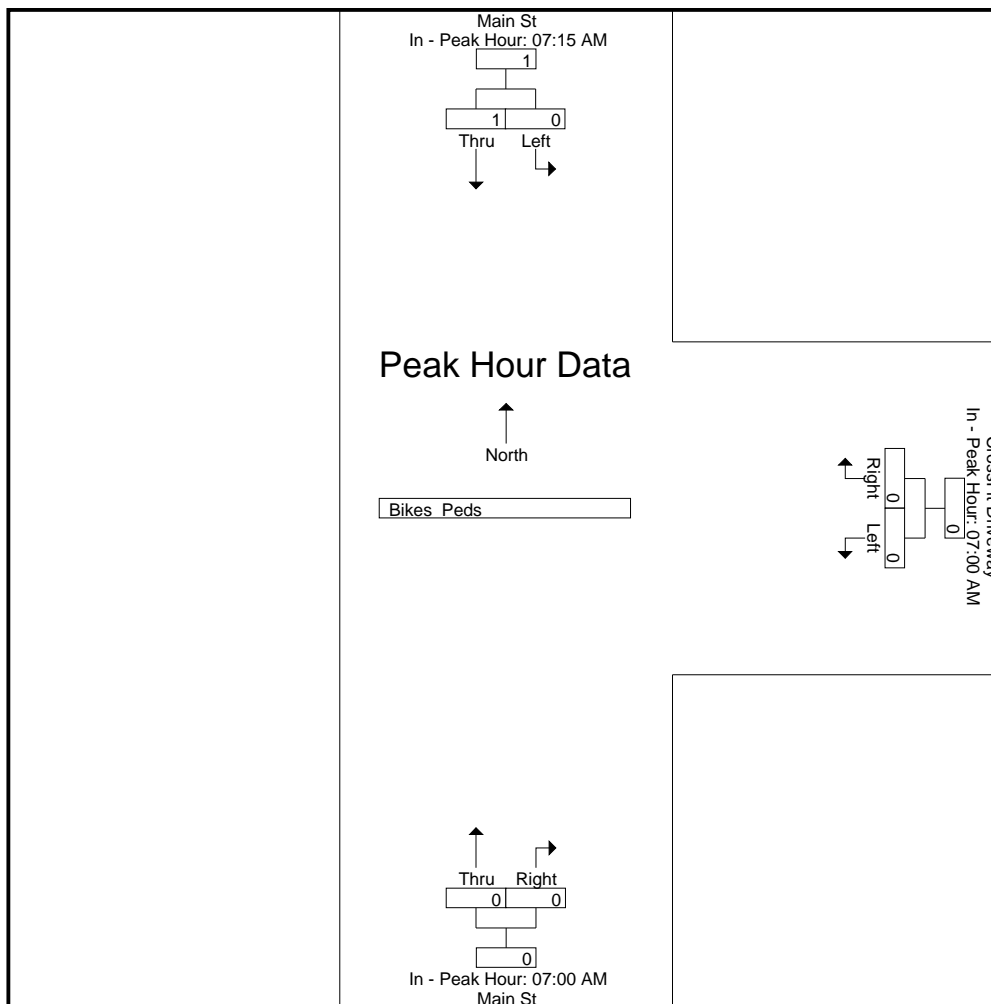 Main St
In - Peak Hour: 07:15 AM
1
1 0
Thru Left
Peak Hour Data
North
Bikes Peds
Right
0
Left
0
0
In - Peak Hour: 07:00 AM
Driveway
Thru Right
0 0
0
In - Peak Hour: 07:00 AM
Main St